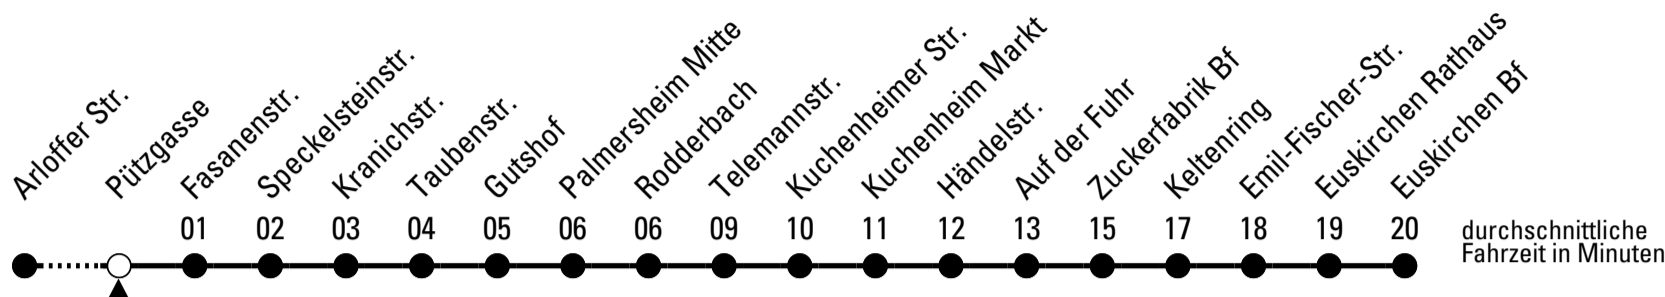 Arloffer Str.
Pützgasse
Fasanenstr.
Speckelsteinstr.
Kranichstr.
Taubenstr.
Gutshof
Palmersheim Mitte
Rodderbach
Telemannstr.
Kuchenheimer Str.
Kuchenheim Markt
Händelstr.
Auf der Fuhr
Zuckerfabrik Bf
Keltenring
Emil-Fischer-Str.
Euskirchen Rathaus
Euskirchen Bf
01 02 03 04 05 06 06 09 10 11 12 13 15 17 18 19 20
durchschnittliche
Fahrzeit in Minuten